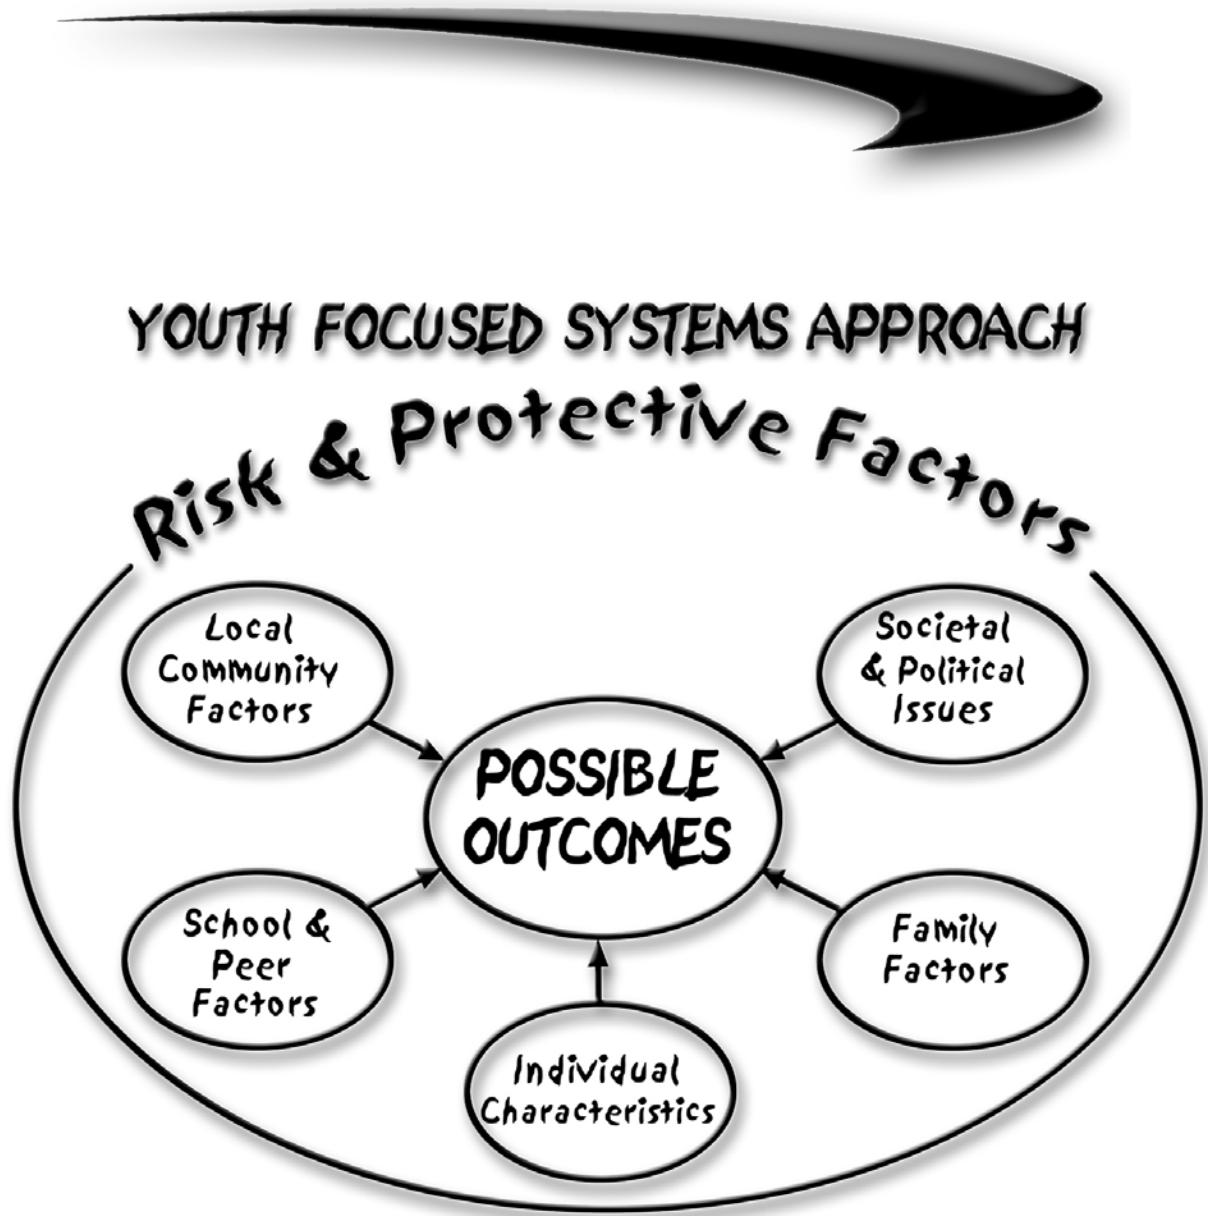 YOUTH FOCUSED SYSTEMS APPROACH
Risk & Protective Factors
Local
Community
Factors
Societal
& Political
Issues
POSSIBLE
OUTCOMES
School &
Peer
Factors
Family
Factors
Individual
Characteristics